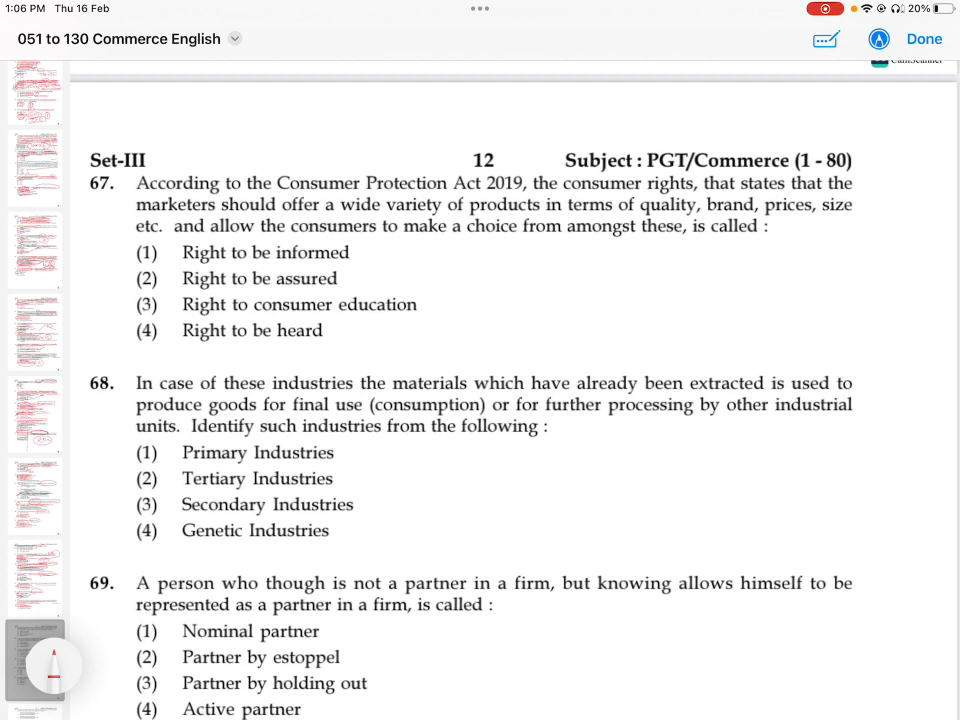 1:06 PM Thu 16 Feb
20%
051 to 130 Commerce English
Done
Set-III 12 Subject : PGT/Commerce (1 - 80)
67. According to the Consumer Protection Act 2019, the consumer rights, that states that the
marketers should offer a wide variety of products in terms of quality, brand, prices, size
etc. and allow the consumers to make a choice from amongst these, is called :
(1) Right to be informed
(2) Right to be assured
(3) Right to consumer education
(4) Right to be heard
68. In case of these industries the materials which have already been extracted is used to
produce goods for final use (consumption) or for further processing by other industrial
units. Identify such industries from the following :
(1) Primary Industries
(2) Tertiary Industries
(3) Secondary Industries
(4) Genetic Industries
69. A person who though is not a partner in a firm, but knowing allows himself to be
represented as a partner in a firm, is called :
(1) Nominal partner
(2) Partner by estoppel
(3) Partner by holding out
(4) Active partner